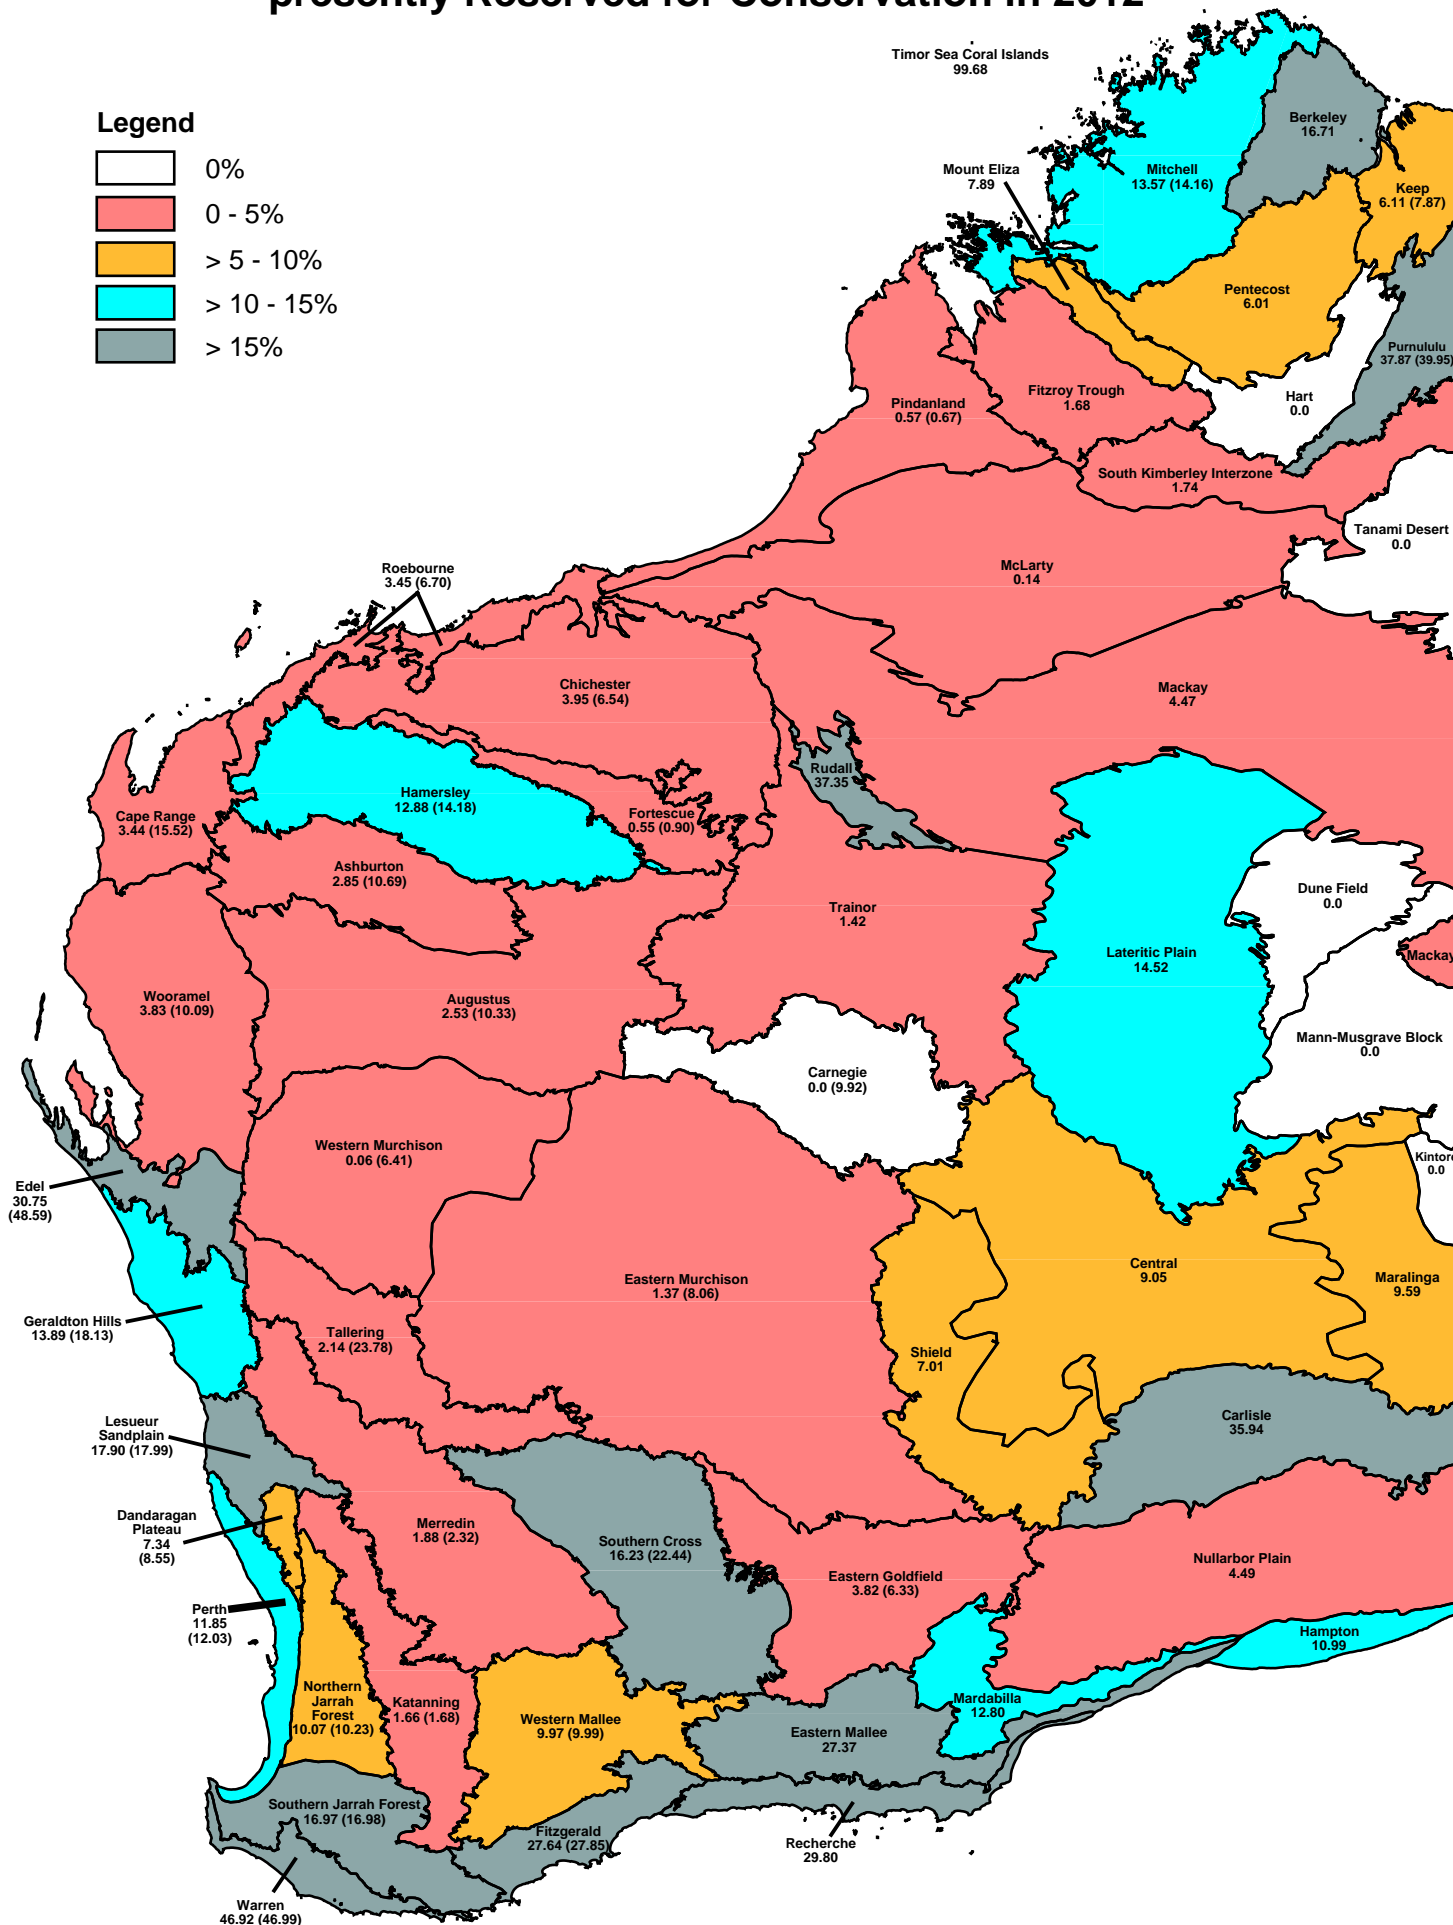 presently Reserved for Conservation in 2012
Timor Sea Coral Islands
99.68
Legend
0%
0 - 5%
> 5 - 10%
> 10 - 15%
> 15%
Berkeley
16.71
Mount Eliza
7.89
Mitchell
13.57 (14.16)
Keep
6.11 (7.87)
Pentecost
6.01
Purnululu
37.87 (39.95)
Hart
0.0
Fitzroy Trough
1.68
Pindanland
0.57 (0.67)
South Kimberley Interzone
1.74
Tanami Desert
0.0
McLarty
0.14
Roebourne
3.45 (6.70)
Chichester
3.95 (6.54)
Mackay
4.47
Rudall
37.35
Hamersley
12.88 (14.18)
Cape Range
3.44 (15.52)
Fortescue
0.55 (0.90)
Ashburton
2.85 (10.69)
Dune Field
0.0
Trainor
1.42
Lateritic Plain
14.52
Mackay
Wooramel
3.83 (10.09)
Augustus
2.53 (10.33)
Mann-Musgrave Block
0.0
Carnegie
0.0 (9.92)
Western Murchison
0.06 (6.41)
Kintore
0.0
Edel
30.75
(48.59)
Central
9.05
Eastern Murchison
1.37 (8.06)
Maralinga
9.59
Geraldton Hills
13.89 (18.13)
Tallering
2.14 (23.78)
Shield
7.01
Carlisle
35.94
Lesueur
Sandplain
17.90 (17.99)
Dandaragan
Plateau
7.34
(8.55)
Merredin
1.88 (2.32)
Southern Cross
16.23 (22.44)
Nullarbor Plain
4.49
Eastern Goldfield
3.82 (6.33)
Perth
11.85
(12.03)
Hampton
10.99
Northern
Jarrah
Forest
10.07 (10.23)
Katanning
1.66 (1.68)
Western Mallee
9.97 (9.99)
Mardabilla
12.80
Eastern Mallee
27.37
Southern Jarrah Forest
16.97 (16.98)
Fitzgerald
27.64 (27.85)
Recherche
29.80
Warren
46.92 (46.99)